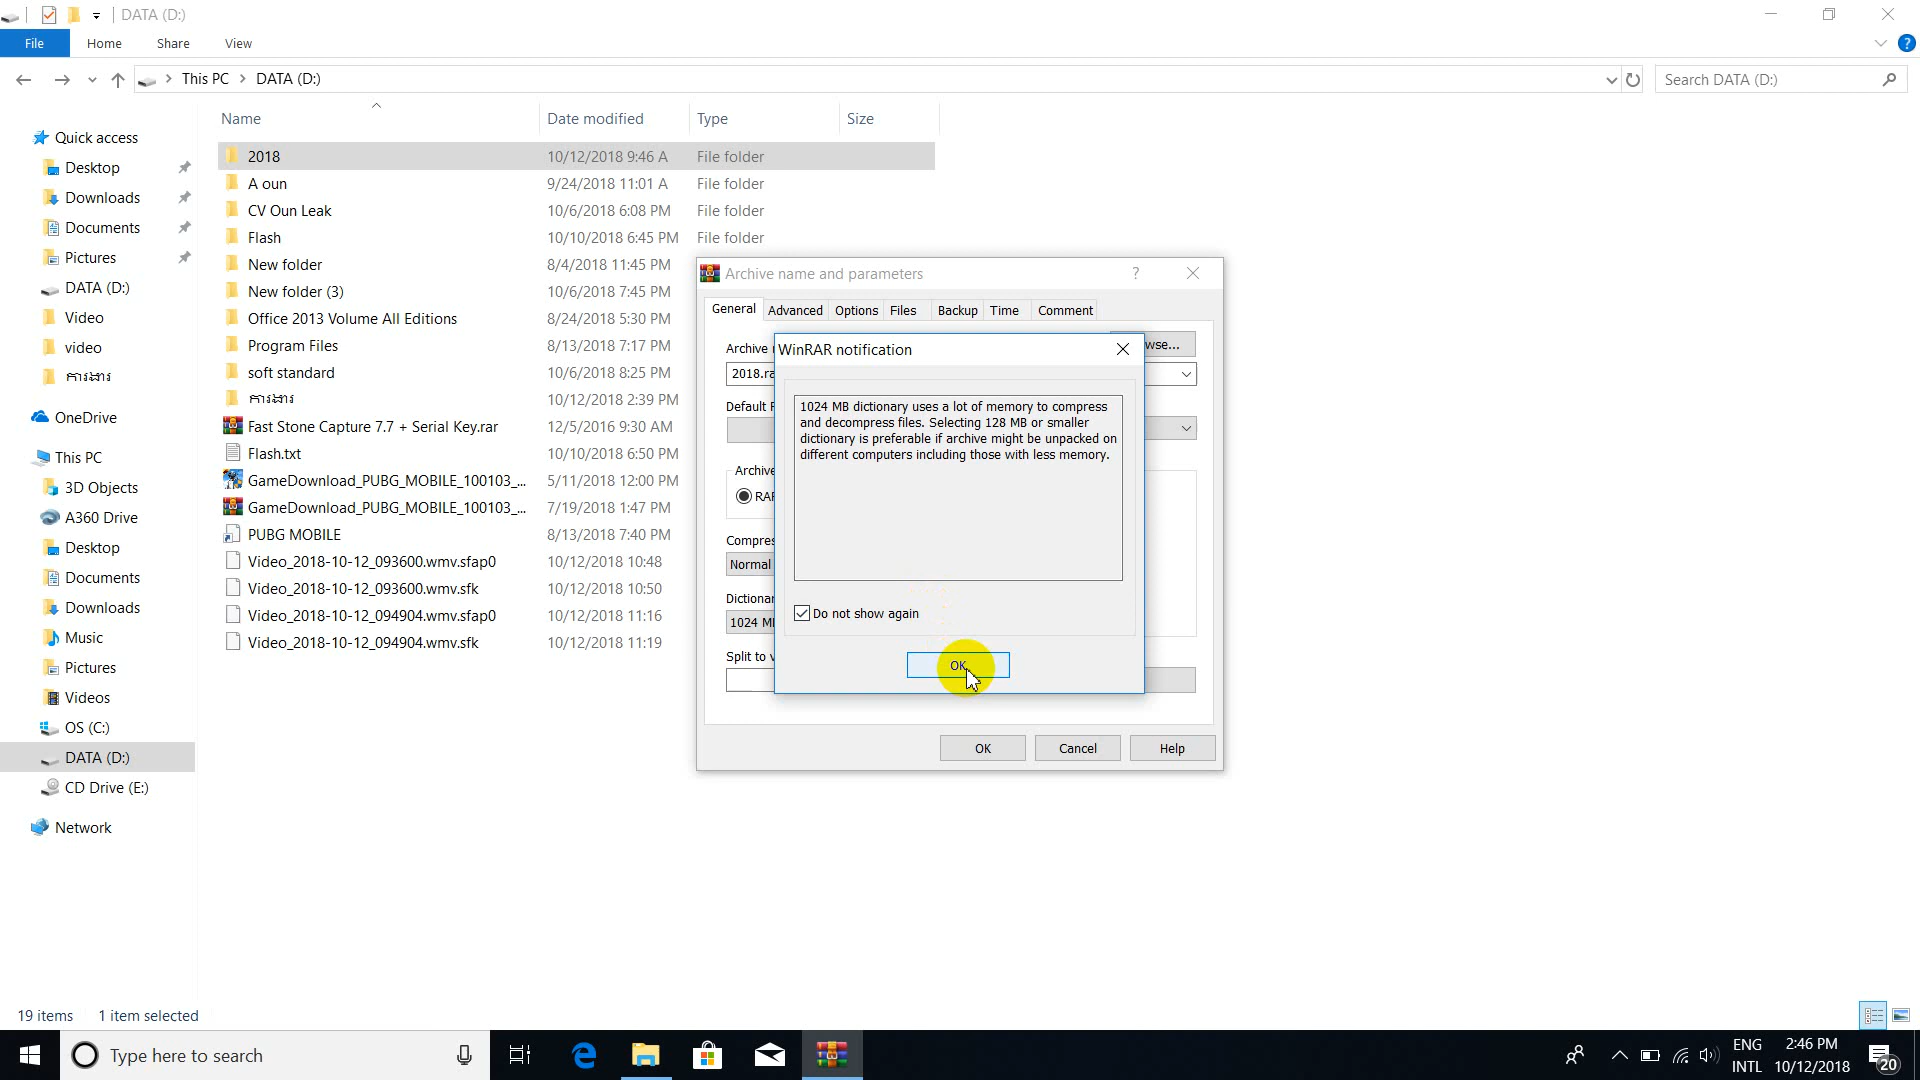 DATA (D:)
File
Home
Share
View
This PC
DATA (D:)
Search DATA (D:)
Name
Date modified
Type
Size
Quick access
Desktop
Downloads
Documents
Pictures
DATA (D:)
Video
video
ការងារ
OneDrive
This PC
3D Objects
A360 Drive
Desktop
Documents
Downloads
Music
Pictures
Videos
OS (C:)
DATA (D:)
CD Drive (E:)
Network
2018 10/12/2018 9:46 A File folder
A oun 9/24/2018 11:01 A File folder
CV Oun Leak 10/6/2018 6:08 PM File folder
Flash 10/10/2018 6:45 PM File folder
New folder 8/4/2018 11:45 PM
New folder (3) 10/6/2018 7:45 PM
Office 2013 Volume All Editions 8/24/2018 5:30 PM
Program Files 8/13/2018 7:17 PM
soft standard 10/6/2018 8:25 PM
ការងារ 10/12/2018 2:39 PM
Fast Stone Capture 7.7 + Serial Key.rar 12/5/2016 9:30 AM
Flash.txt 10/10/2018 6:50 PM
GameDownload_PUBG_MOBILE_100103_... 5/11/2018 12:00 PM
GameDownload_PUBG_MOBILE_100103_... 7/19/2018 1:47 PM
PUBG MOBILE 8/13/2018 7:40 PM
Video_2018-10-12_093600.wmv.sfap0 10/12/2018 10:48
Video_2018-10-12_093600.wmv.sfk 10/12/2018 10:50
Video_2018-10-12_094904.wmv.sfap0 10/12/2018 11:16
Video_2018-10-12_094904.wmv.sfk 10/12/2018 11:19
Archive name and parameters
?
General
Advanced
Options
Files
Backup
Time
Comment
Archive
wse...
2018.ra
Default
Archive
RAR
Compres
Normal
Dictionar
1024 M
Split to v
WinRAR notification
1024 MB dictionary uses a lot of memory to compress
and decompress files. Selecting 128 MB or smaller
dictionary is preferable if archive might be unpacked on
different computers including those with less memory.
Do not show again
OK
OK
Cancel
Help
19 items
1 item selected
Type here to search
ENG
INTL
2:46 PM
10/12/2018
20